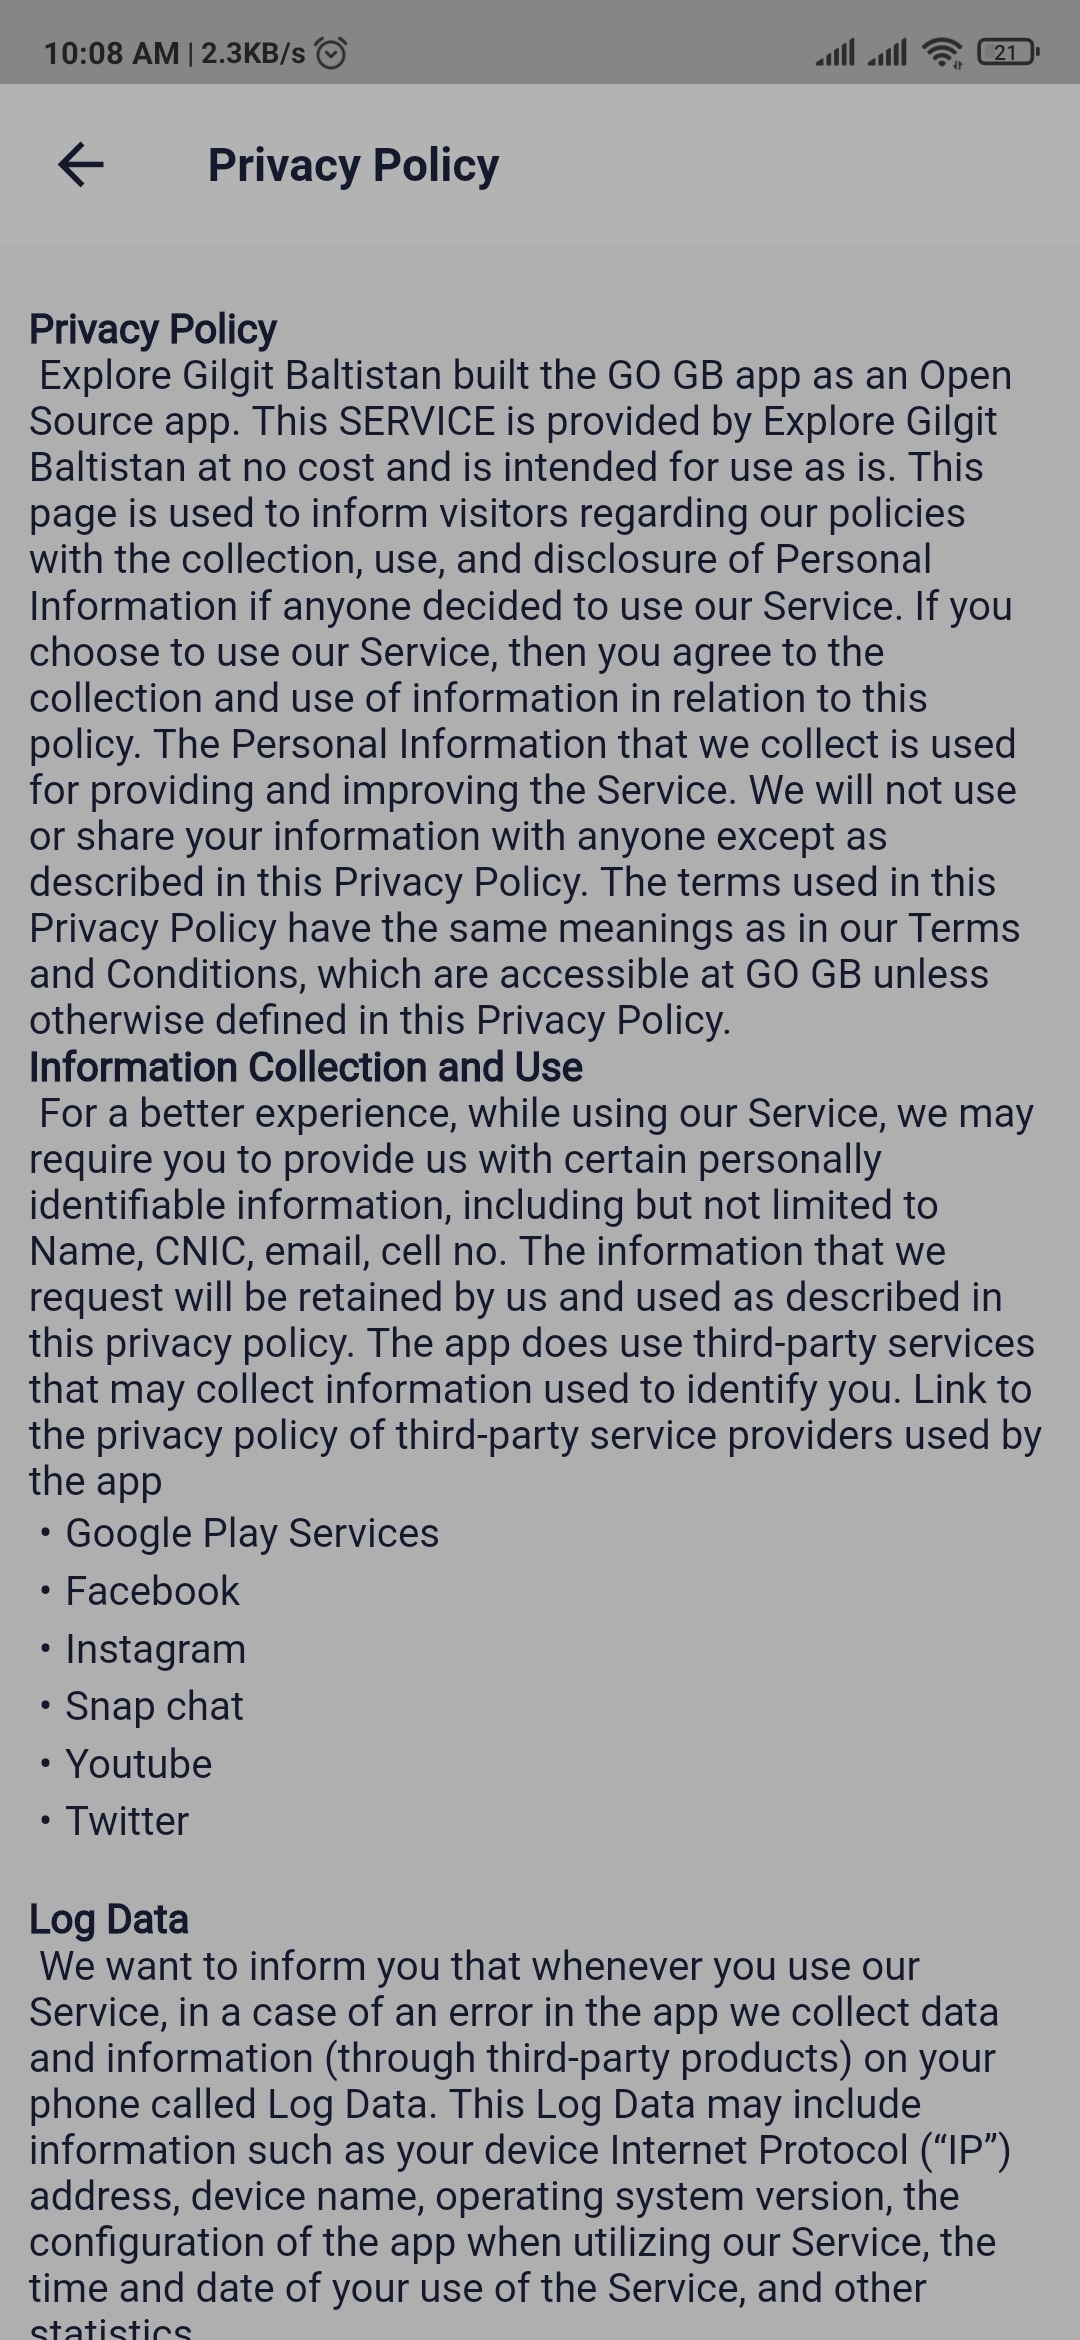 10:08 AM | 2.3KB/s
21
Privacy Policy
Privacy Policy
Explore Gilgit Baltistan built the GO GB app as an Open
Source app. This SERVICE is provided by Explore Gilgit
Baltistan at no cost and is intended for use as is. This
page is used to inform visitors regarding our policies
with the collection, use, and disclosure of Personal
Information if anyone decided to use our Service. If you
choose to use our Service, then you agree to the
collection and use of information in relation to this
policy. The Personal Information that we collect is used
for providing and improving the Service. We will not use
or share your information with anyone except as
described in this Privacy Policy. The terms used in this
Privacy Policy have the same meanings as in our Terms
and Conditions, which are accessible at GO GB unless
otherwise defined in this Privacy Policy.
Information Collection and Use
For a better experience, while using our Service, we may
require you to provide us with certain personally
identifiable information, including but not limited to
Name, CNIC, email, cell no. The information that we
request will be retained by us and used as described in
this privacy policy. The app does use third-party services
that may collect information used to identify you. Link to
the privacy policy of third-party service providers used by
the app
• Google Play Services
• Facebook
• Instagram
• Snap chat
• Youtube
• Twitter
Log Data
We want to inform you that whenever you use our
Service, in a case of an error in the app we collect data
and information (through third-party products) on your
phone called Log Data. This Log Data may include
information such as your device Internet Protocol (“IP”)
address, device name, operating system version, the
configuration of the app when utilizing our Service, the
time and date of your use of the Service, and other
statistics